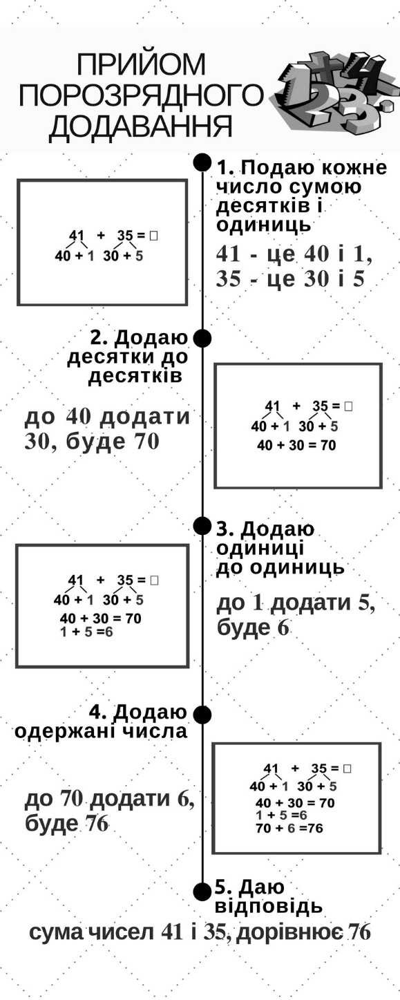 ПРИЙОМ
ПОРОЗРЯДНОГО
ДОДАВАННЯ
1. Подаю кожне
число сумою
десятків і
одиниць
41 + 35 = □
40 + 1 30 + 5
41 - це 40 і 1,
35 - це 30 і 5
2. Додаю
десятки до
десятків
до 40 додати
30, буде 70
41 + 35 = □
40 + 1 30 + 5
40 + 30 = 70
3. Додаю
одиниці
до одиниць
41 + 35 = □
40 + 1 30 + 5
40 + 30 = 70
1 + 5 =6
до 1 додати 5,
буде 6
4. Додаю
одержані числа
до 70 додати 6,
буде 76
41 + 35 = □
40 + 1 30 + 5
40 + 30 = 70
1 + 5 =6
70 + 6 =76
5. Даю
відповідь
сума чисел 41 і 35, дорівнює 76